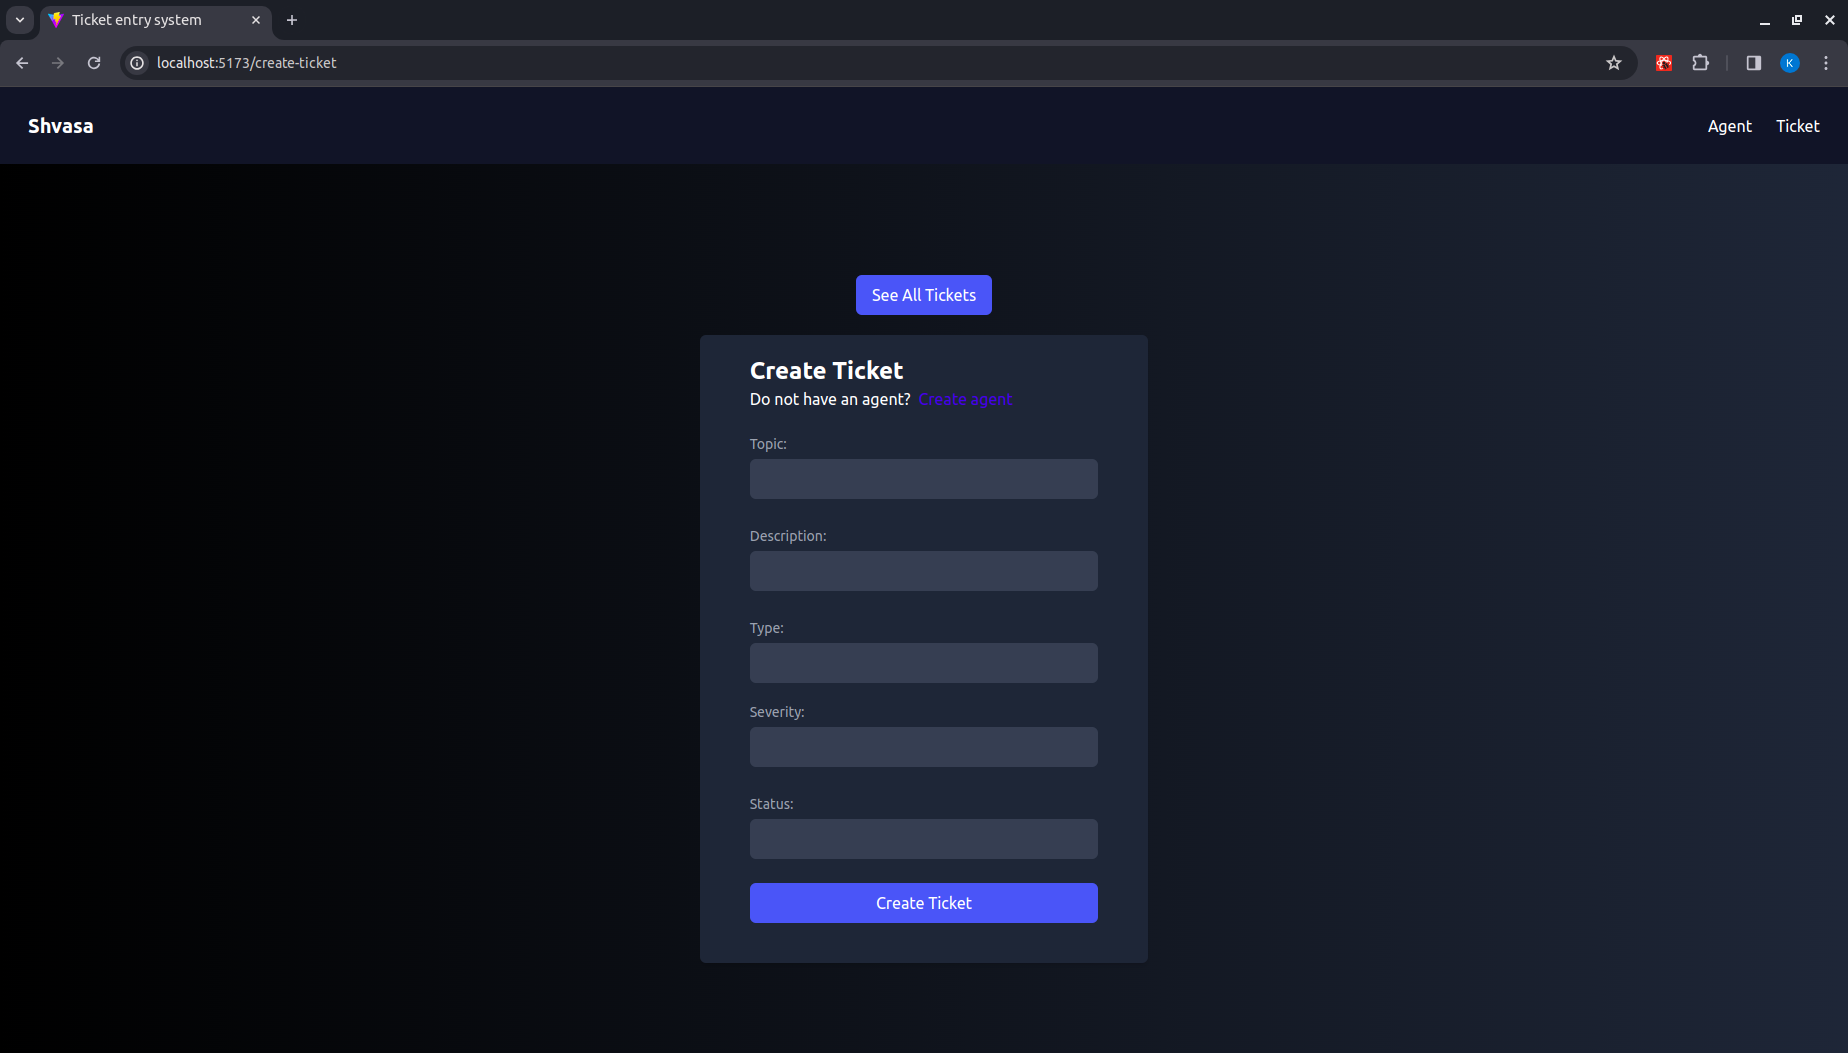 Ticket entry system
localhost:5173/create-ticket
K
Shvasa
Agent Ticket
See All Tickets
Create Ticket
Do not have an agent? Create agent
Topic:
Description:
Type:
Severity:
Status:
Create Ticket